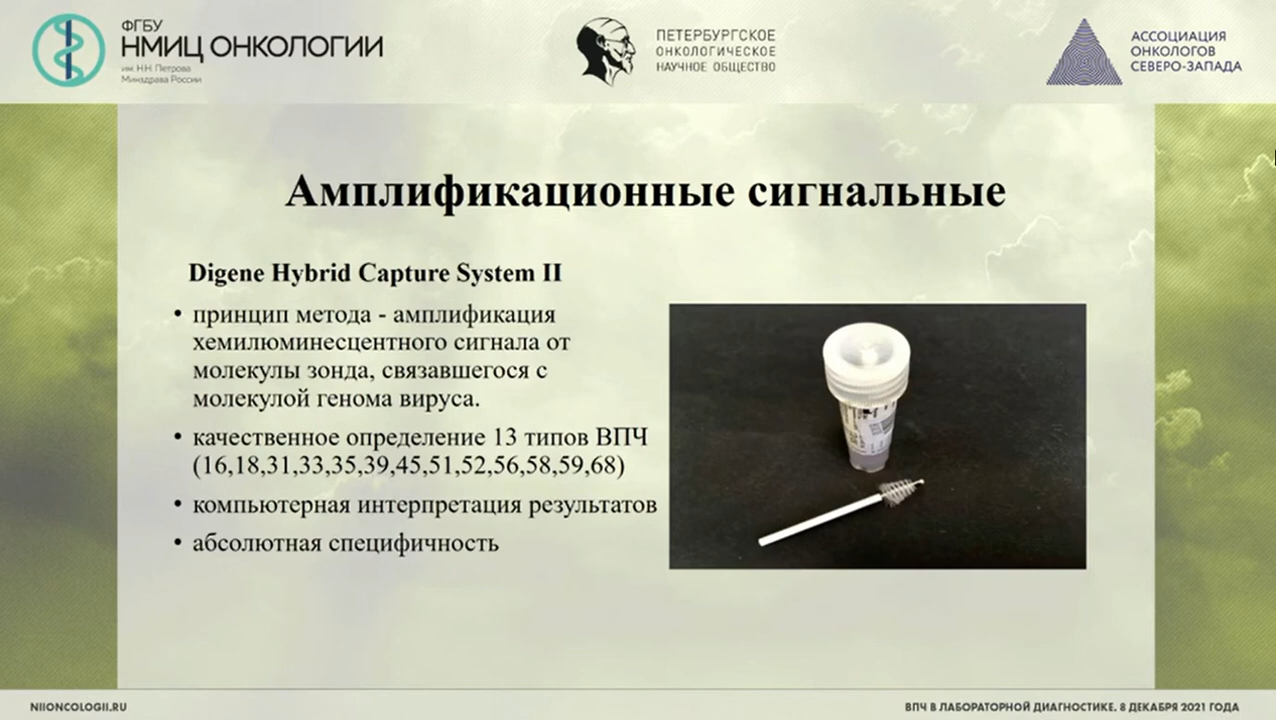 ФГБУ
НМИЦ ОНКОЛОГИИ
им. Н.Н. Петрова
Минздрава России
ПЕТЕРБУРГСКОЕ
ОНКОЛОГИЧЕСКОЕ
НАУЧНОЕ ОБЩЕСТВО
АССОЦИАЦИЯ
ОНКОЛОГОВ
СЕВЕРО-ЗАПАДА
Амплификационные сигнальные
Digene Hybrid Capture System II
• принцип метода - амплификация
хемилюминесцентного сигнала от
молекулы зонда, связавшегося с
молекулой генома вируса.
• качественное определение 13 типов ВПЧ
(16,18,31,33,35,39,45,51,52,56,58,59,68)
• компьютерная интерпретация результатов
• абсолютная специфичность
NIIONCOLOGII.RU
ВПЧ В ЛАБОРАТОРНОЙ ДИАГНОСТИКЕ. 8 ДЕКАБРЯ 2021 ГОДА